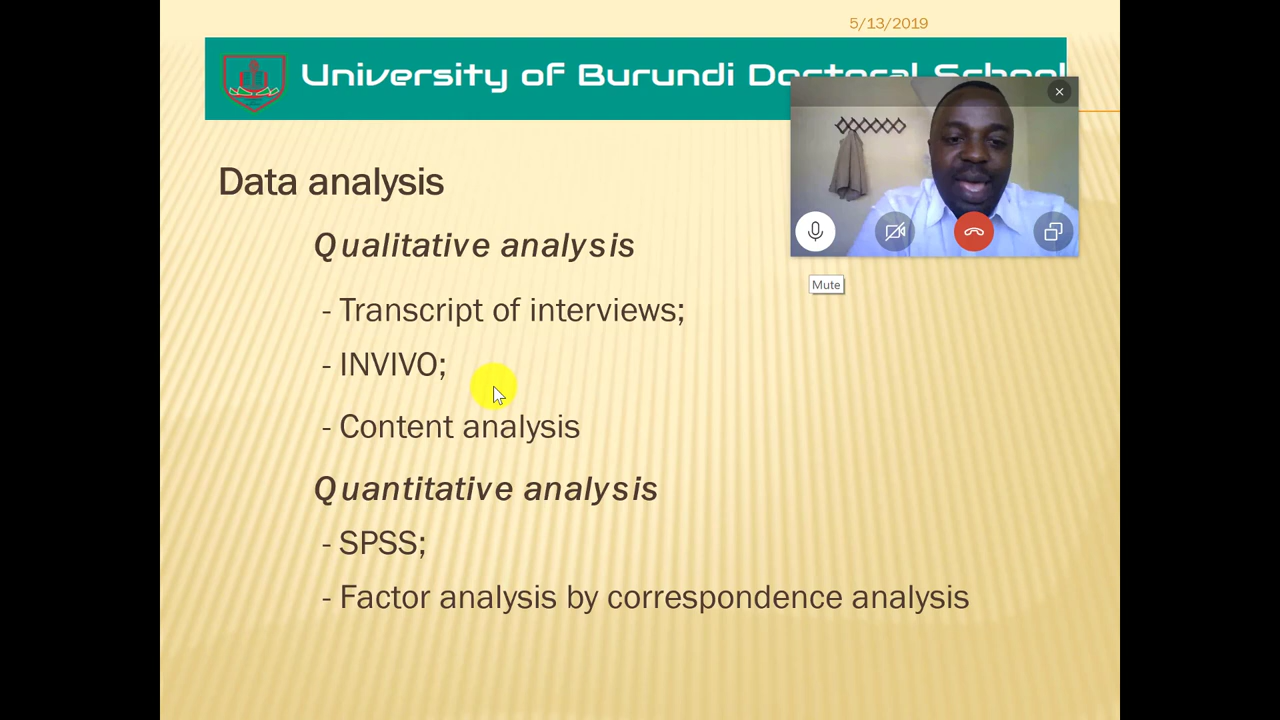 5/13/2019
University of Burundi Doctoral School
Data analysis
Qualitative analysis
- Transcript of interviews;
Mute
- INVIVO;
- Content analysis
Quantitative analysis
- SPSS;
- Factor analysis by correspondence analysis